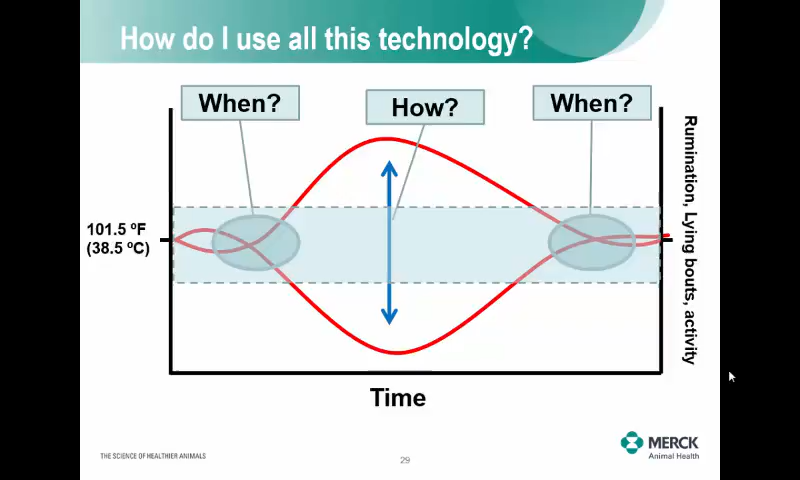 How do I use all this technology?
When?
How?
When?
101.5 ºF
(38.5 ºC)
Rumination, Lying bouts, activity
Time
THE SCIENCE OF HEALTHIER ANIMALS
29
MERCK
Animal Health